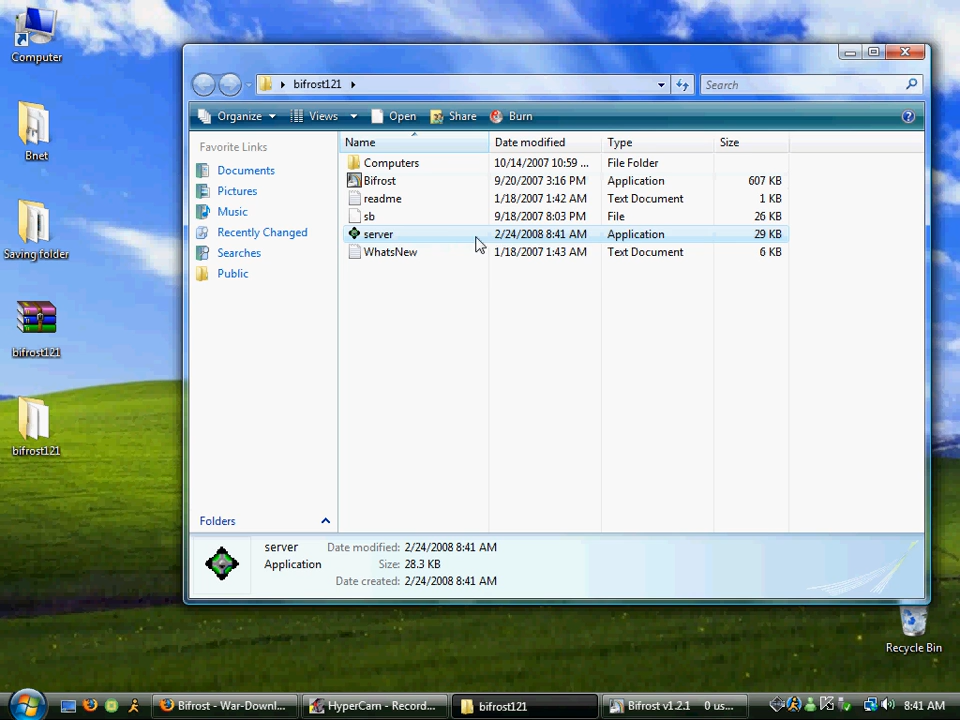 Computer
Bnet
Saving folder
bifrost121
bifrost121
bifrost121
Search
Organize Views Open Share Burn
Favorite Links
Documents
Pictures
Music
Recently Changed
Searches
Public
Folders
Name Date modified Type Size
Computers 10/14/2007 10:59 ... File Folder
Bifrost 9/20/2007 3:16 PM Application 607 KB
readme 1/18/2007 1:42 AM Text Document 1 KB
sb 9/18/2007 8:03 PM File 26 KB
server 2/24/2008 8:41 AM Application 29 KB
WhatsNew 1/18/2007 1:43 AM Text Document 6 KB
server Date modified: 2/24/2008 8:41 AM
Application Size: 28.3 KB
Date created: 2/24/2008 8:41 AM
Recycle Bin
Bifrost - War-Downl... HyperCam - Record... bifrost121 Bifrost v1.2.1 0 us... 8:41 AM